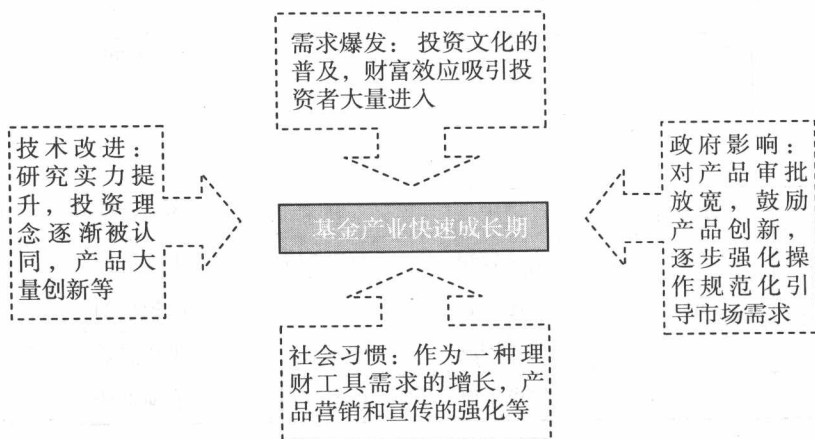 需求爆发：投资文化的
普及，财富效应吸引投
资者大量进入
技术改进：
研究实力提
升，投资理
念逐渐被认
同，产品大
量创新等
基金产业快速成长期
政府影响：
对产品审批
放宽，鼓励
产品创新，
逐步强化操
作规范化引
导市场需求
社会习惯：作为一种理
财工具需求的增长，产
品营销和宣传的强化等